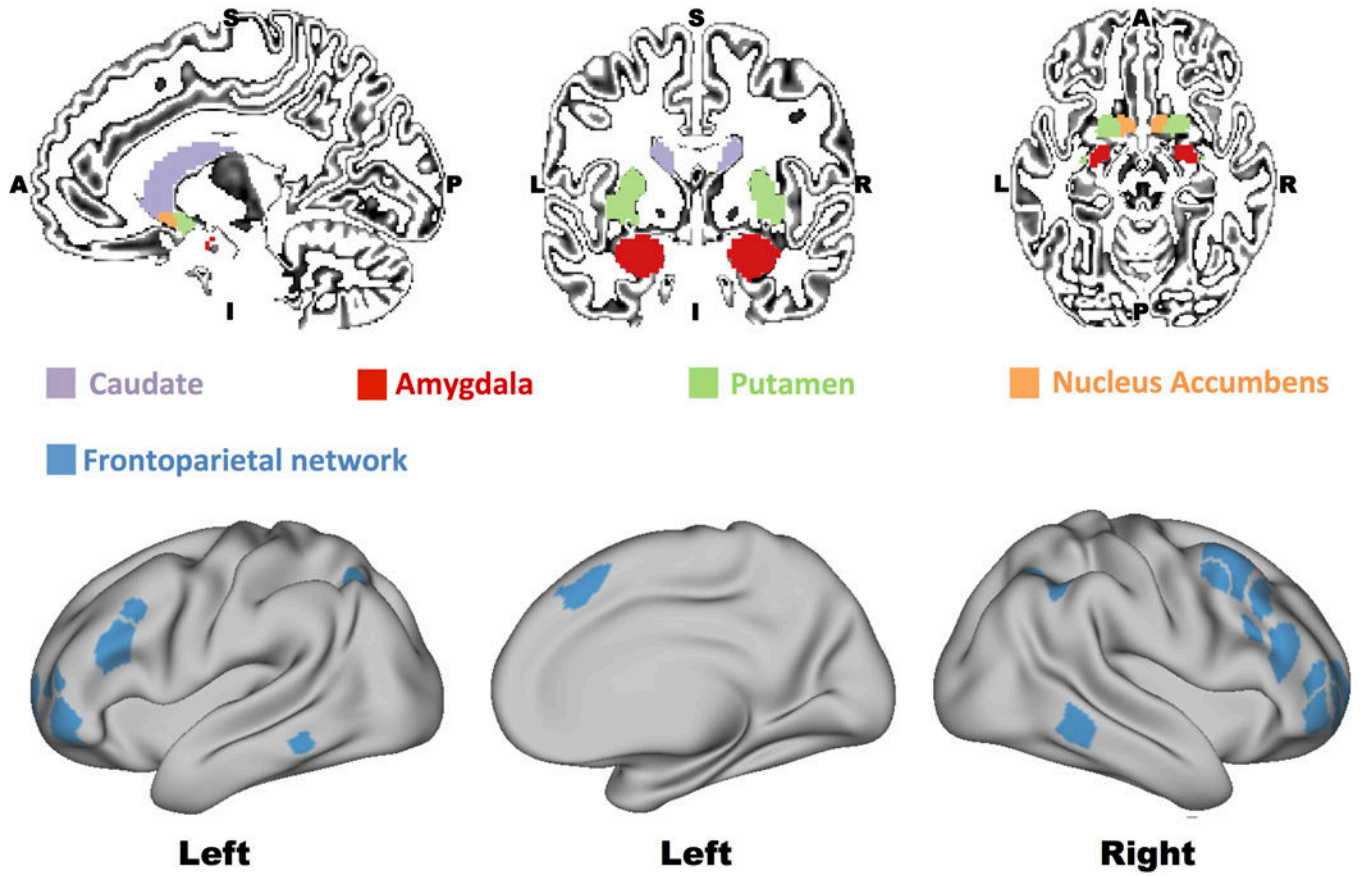 S S A
A P L R L R
I I P
Caudate Amygdala Putamen Nucleus Accumbens
Frontoparietal network
Left Left Right